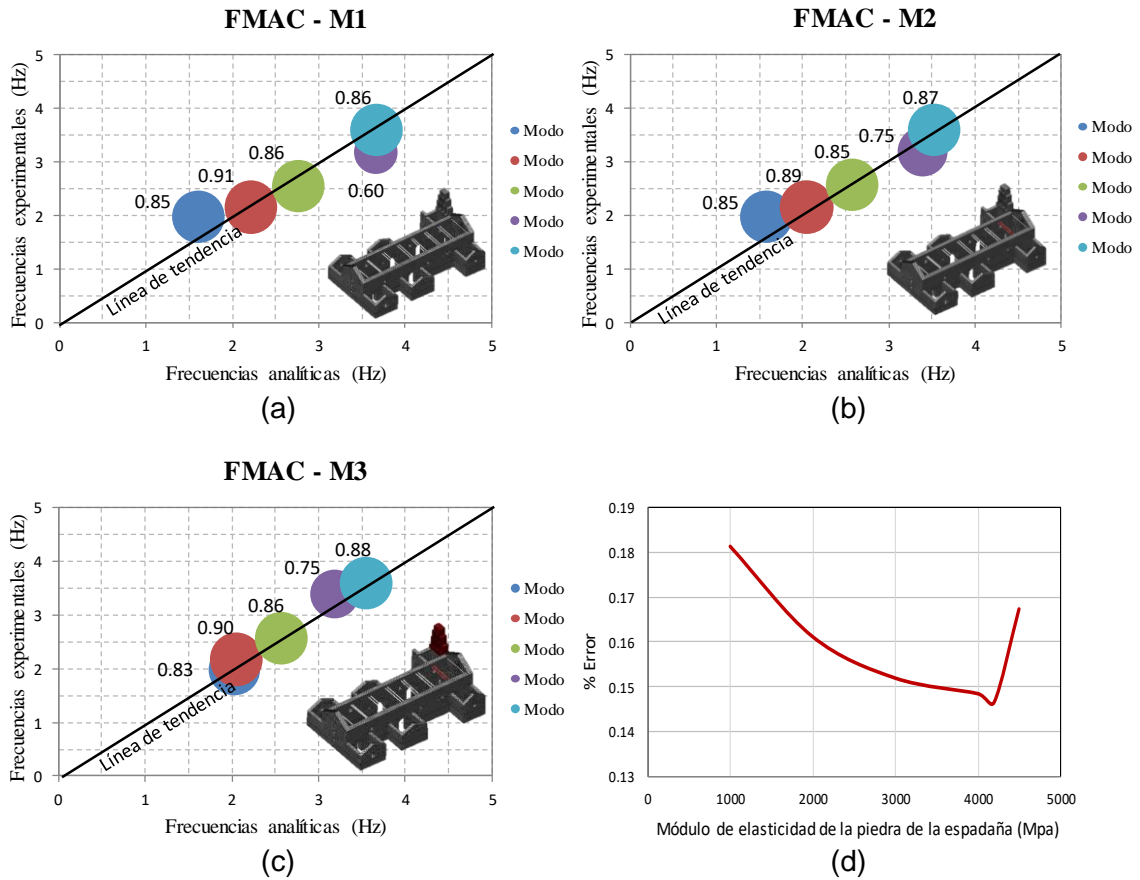 FMAC - M1
Frecuencias experimentales (Hz)
5
4
3
2
1
0
0.85
0.91
0.86
0.86
0.60
Línea de tendencia
0 1 2 3 4 5
Frecuencias analíticas (Hz)
Modo
Modo
Modo
Modo
Modo
(a)
FMAC - M2
Frecuencias experimentales (Hz)
5
4
3
2
1
0
0.85
0.89
0.85
0.75
0.87
Línea de tendencia
0 1 2 3 4 5
Frecuencias analíticas (Hz)
Modo
Modo
Modo
Modo
Modo
(b)
FMAC - M3
Frecuencias experimentales (Hz)
5
4
3
2
1
0
0.83
0.90
0.86
0.75
0.88
Línea de tendencia
0 1 2 3 4 5
Frecuencias analíticas (Hz)
Modo
Modo
Modo
Modo
Modo
(c)
% Error
0.19
0.18
0.17
0.16
0.15
0.14
0.13
0 1000 2000 3000 4000 5000
Módulo de elasticidad de la piedra de la espadaña (Mpa)
(d)